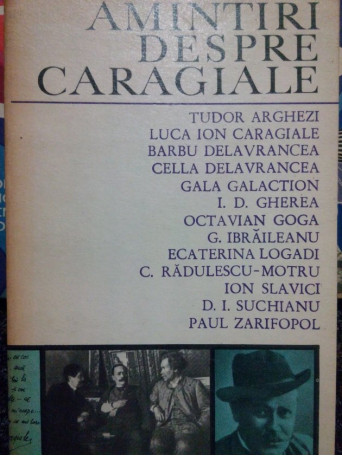 AMINTIRI
DESPRE
CARAGIALE
TUDOR ARGHEZI
LUCA ION CARAGIALE
BARBU DELAVRANCEA
CELLA DELAVRANCEA
GALA GALACTION
I. D. GHEREA
OCTAVIAN GOGA
G. IBRĂILEANU
ECATERINA LOGADI
C. RĂDULESCU-MOTRU
ION SLAVICI
D. I. SUCHIANU
PAUL ZARIFOPOL